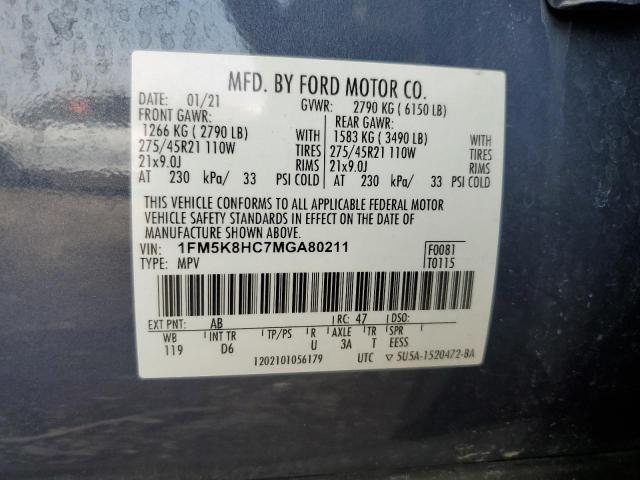 MFD. BY FORD MOTOR CO.
DATE: 01/21 GVWR: 2790 KG ( 6150 LB)
FRONT GAWR: REAR GAWR:
1266 KG ( 2790 LB) WITH 1583 KG ( 3490 LB) WITH
275/45R21 110W TIRES 275/45R21 110W TIRES
21x9.0J RIMS 21x9.0J RIMS
AT 230 kPa/ 33 PSI COLD AT 230 kPa/ 33 PSI COLD
THIS VEHICLE CONFORMS TO ALL APPLICABLE FEDERAL MOTOR
VEHICLE SAFETY STANDARDS IN EFFECT ON THE DATE OF
MANUFACTURE SHOWN ABOVE.
VIN: 1FM5K8HC7MGA80211 F0081
TYPE: MPV T0115
EXT PNT: AB RC: 47 DSO:
WB INT TR TP/PS R AXLE TR SPR
119 D6 U 3A T EESS
1202101056179 UTC ▽ 5U5A-1520472-BA